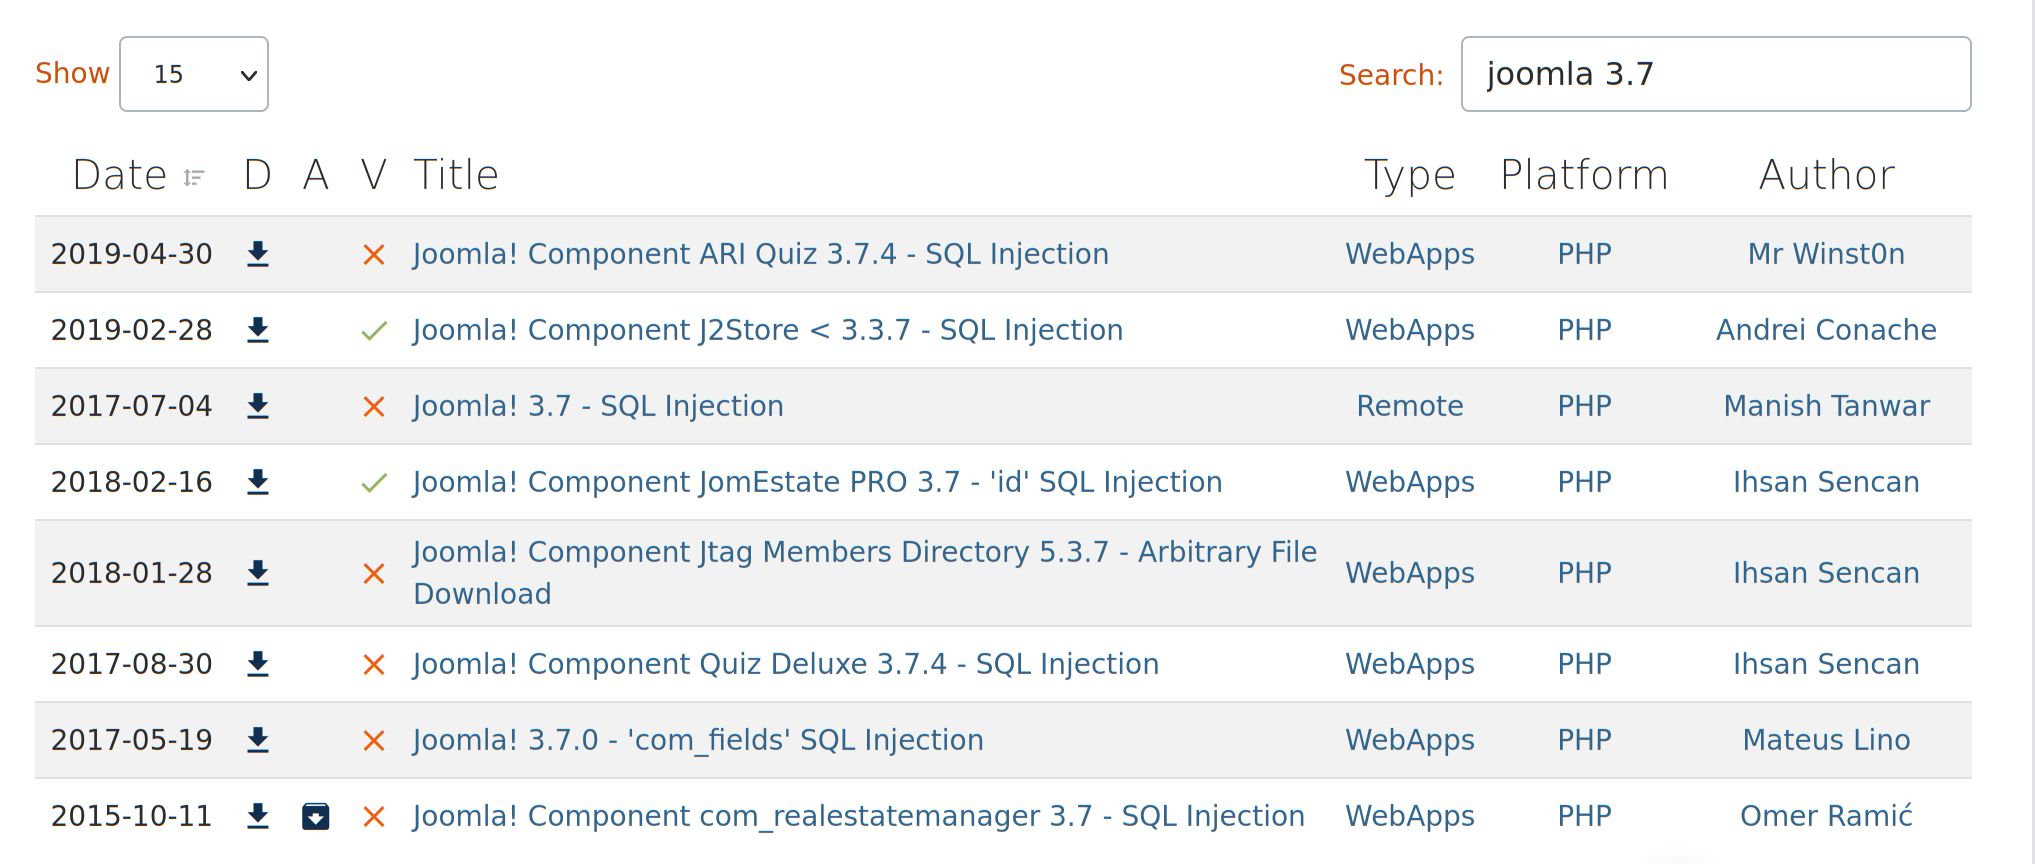 Show 15 Search: joomla 3.7
Date D A V Title Type Platform Author
2019-04-30 Joomla! Component ARI Quiz 3.7.4 - SQL Injection WebApps PHP Mr Winst0n
2019-02-28 Joomla! Component J2Store < 3.3.7 - SQL Injection WebApps PHP Andrei Conache
2017-07-04 Joomla! 3.7 - SQL Injection Remote PHP Manish Tanwar
2018-02-16 Joomla! Component JomEstate PRO 3.7 - 'id' SQL Injection WebApps PHP Ihsan Sencan
2018-01-28 Joomla! Component Jtag Members Directory 5.3.7 - Arbitrary File
Download WebApps PHP Ihsan Sencan
2017-08-30 Joomla! Component Quiz Deluxe 3.7.4 - SQL Injection WebApps PHP Ihsan Sencan
2017-05-19 Joomla! 3.7.0 - 'com_fields' SQL Injection WebApps PHP Mateus Lino
2015-10-11 Joomla! Component com_realestatemanager 3.7 - SQL Injection WebApps PHP Omer Ramić